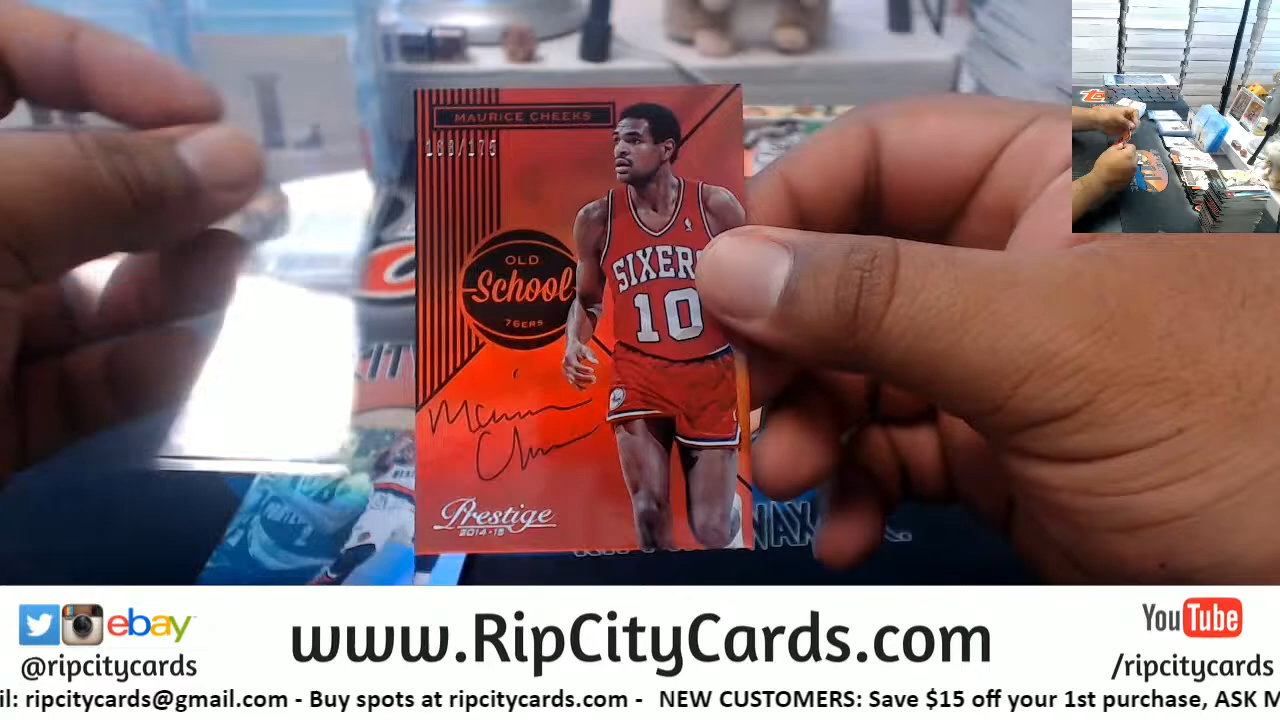 MAURICE CHEEKS
OLD
School
76ERS
SIXERS
10
Prestige
2014-15
ebay
@ripcitycards
www.RipCityCards.com
YouTube
/ripcitycards
il: ripcitycards@gmail.com - Buy spots at ripcitycards.com - NEW CUSTOMERS: Save $15 off your 1st purchase, ASK M